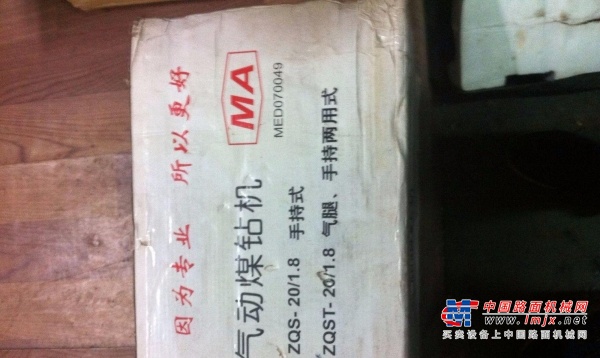 因为专业 所以更好
MA
MED070049
气动煤钻机
ZQS-20/1.8 手持式
ZQST-20/1.8 气腿、手持两用式
中国路面机械网
www.lmjx.net
买卖设备上中国路面机械网